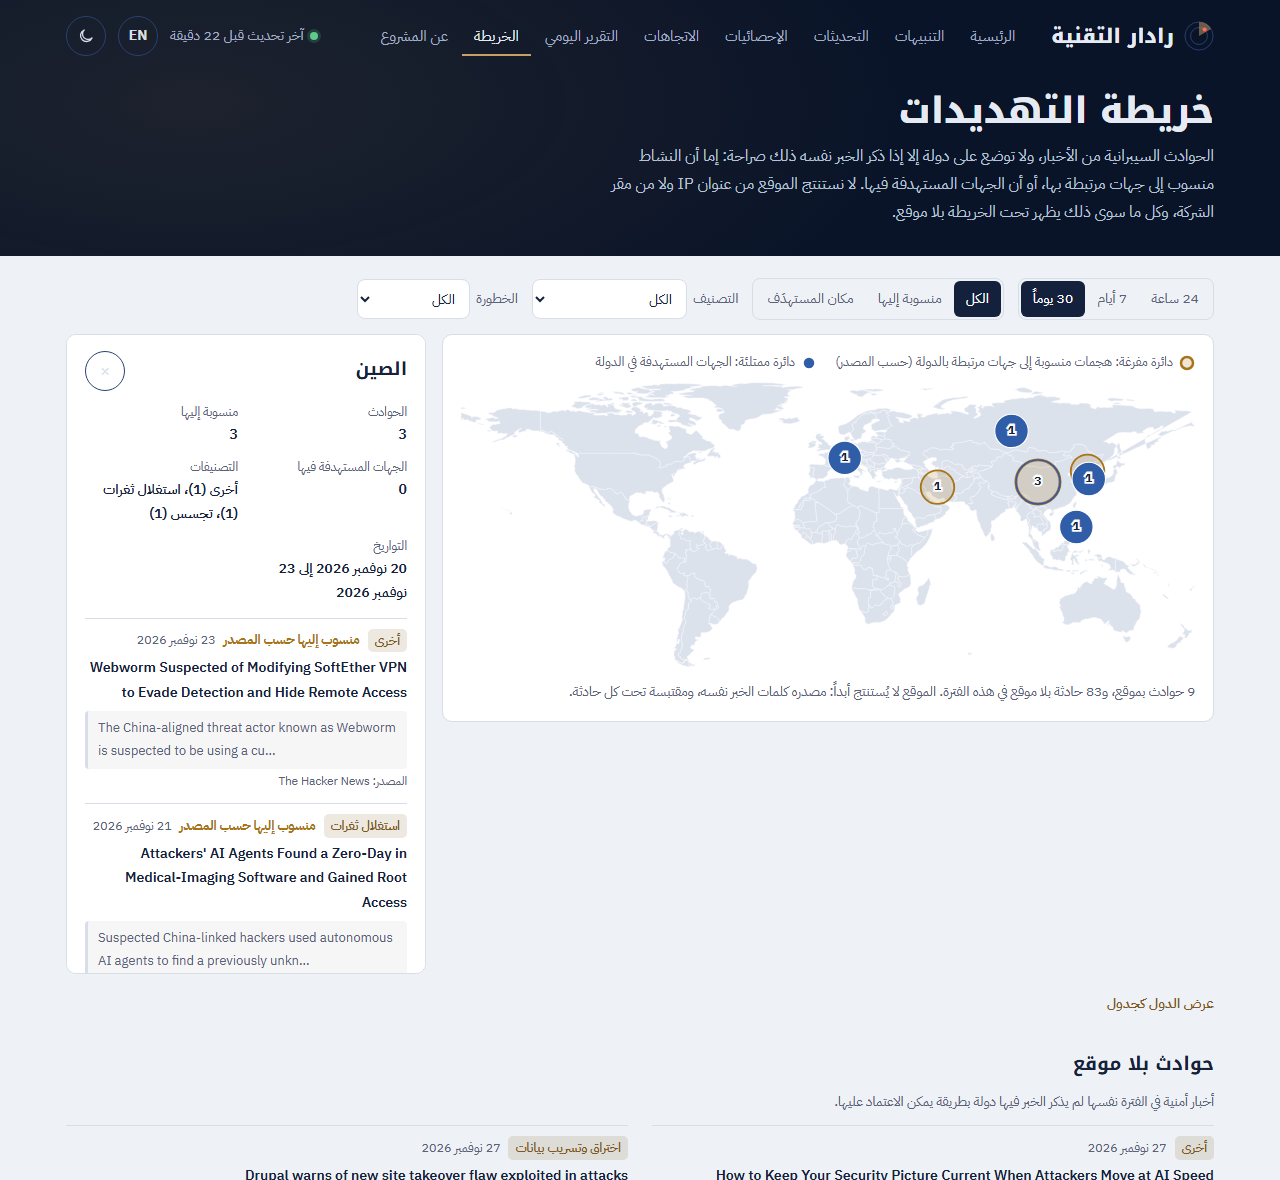 رادار التقنية
الرئيسية
التنبيهات
التحديثات
الإحصائيات
الاتجاهات
التقرير اليومي
الخريطة
عن المشروع
آخر تحديث قبل 22 دقيقة
EN
خريطة التهديدات
الحوادث السيبرانية من الأخبار، ولا توضع على دولة إلا إذا ذكر الخبر نفسه ذلك صراحة: إما أن النشاط
منسوب إلى جهات مرتبطة بها، أو أن الجهات المستهدفة فيها. لا نستنتج الموقع من عنوان IP ولا من مقر
الشركة، وكل ما سوى ذلك يظهر تحت الخريطة بلا موقع.
24 ساعة
7 أيام
30 يوماً
الكل
منسوبة إليها
مكان المستهدَف
التصنيف
الكل
الخطورة
الكل
دائرة مفرغة: هجمات منسوبة إلى جهات مرتبطة بالدولة (حسب المصدر)
دائرة ممتلئة: الجهات المستهدفة في الدولة
1
1
1
3
1
1
9 حوادث بموقع، و83 حادثة بلا موقع في هذه الفترة. الموقع لا يُستنتج أبداً: مصدره كلمات الخبر نفسه، ومقتبسة تحت كل حادثة.
الصين
×
الحوادث
3
منسوبة إليها
3
الجهات المستهدفة فيها
0
التصنيفات
أخرى (1)، استغلال ثغرات
(1)، تجسس (1)
التواريخ
20 نوفمبر 2026 إلى 23
نوفمبر 2026
أخرى منسوب إليها حسب المصدر 23 نوفمبر 2026
Webworm Suspected of Modifying SoftEther VPN
to Evade Detection and Hide Remote Access
The China-aligned threat actor known as Webworm
is suspected to be using a cu...
المصدر: The Hacker News
استغلال ثغرات منسوب إليها حسب المصدر 21 نوفمبر 2026
Attackers' AI Agents Found a Zero-Day in
Medical-Imaging Software and Gained Root
Access
Suspected China-linked hackers used autonomous
AI agents to find a previously unkn...
عرض الدول كجدول
حوادث بلا موقع
أخبار أمنية في الفترة نفسها لم يذكر الخبر فيها دولة بطريقة يمكن الاعتماد عليها.
أخرى 27 نوفمبر 2026
How to Keep Your Security Picture Current When Attackers Move at AI Speed
اختراق وتسريب بيانات 27 نوفمبر 2026
Drupal warns of new site takeover flaw exploited in attacks